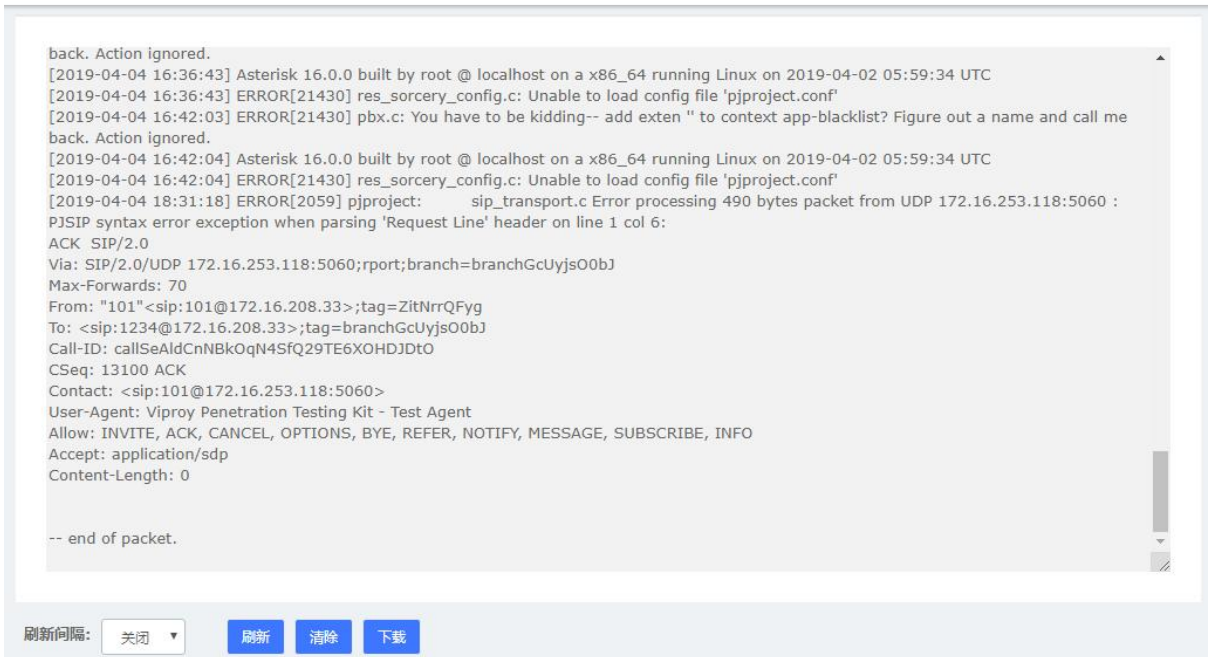 back. Action ignored.
[2019-04-04 16:36:43] Asterisk 16.0.0 built by root @ localhost on a x86_64 running Linux on 2019-04-02 05:59:34 UTC
[2019-04-04 16:36:43] ERROR[21430] res_sorcery_config.c: Unable to load config file 'pjproject.conf'
[2019-04-04 16:42:03] ERROR[21430] pbx.c: You have to be kidding-- add exten '' to context app-blacklist? Figure out a name and call me
back. Action ignored.
[2019-04-04 16:42:04] Asterisk 16.0.0 built by root @ localhost on a x86_64 running Linux on 2019-04-02 05:59:34 UTC
[2019-04-04 16:42:04] ERROR[21430] res_sorcery_config.c: Unable to load config file 'pjproject.conf'
[2019-04-04 18:31:18] ERROR[2059] pjproject: sip_transport.c Error processing 490 bytes packet from UDP 172.16.253.118:5060 :
PJSIP syntax error exception when parsing 'Request Line' header on line 1 col 6:
ACK  SIP/2.0
Via: SIP/2.0/UDP 172.16.253.118:5060;rport;branch=branchGcUyjsO0bJ
Max-Forwards: 70
From: "101"<sip:101@172.16.208.33>;tag=ZitNrrQFyg
To: <sip:1234@172.16.208.33>;tag=branchGcUyjsO0bJ
Call-ID: callSeAldCnNBkOqN4SfQ29TE6XOHDJDtO
CSeq: 13100 ACK
Contact: <sip:101@172.16.253.118:5060>
User-Agent: Viproy Penetration Testing Kit - Test Agent
Allow: INVITE, ACK, CANCEL, OPTIONS, BYE, REFER, NOTIFY, MESSAGE, SUBSCRIBE, INFO
Accept: application/sdp
Content-Length: 0
-- end of packet.
刷新间隔: 关闭 刷新 清除 下载